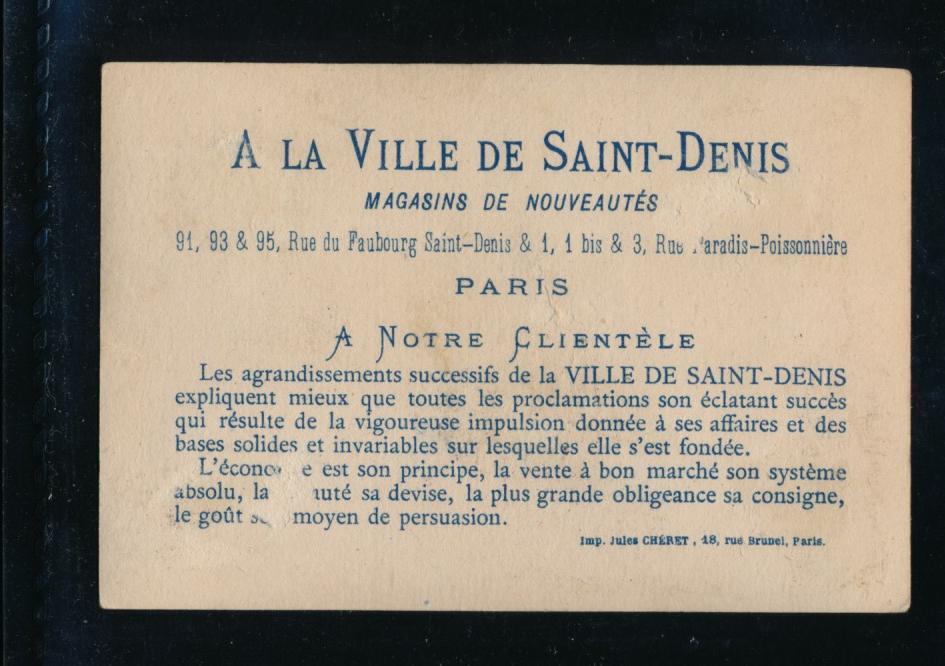 A LA VILLE DE SAINT-DENIS
MAGASINS DE NOUVEAUTÉS
91, 93 & 95, Rue du Faubourg Saint-Denis & 1, 1 bis & 3, Rue Paradis-Poissonnière
PARIS
A NOTRE CLIENTÈLE
Les agrandissements successifs de la VILLE DE SAINT-DENIS
expliquent mieux que toutes les proclamations son éclatant succès
qui résulte de la vigoureuse impulsion donnée à ses affaires et des
bases solides et invariables sur lesquelles elle s'est fondée.
L'économie est son principe, la vente à bon marché son système
absolu, la sa devise, la plus grande obligeance sa consigne,
le goût moyen de persuasion.
Imp. Jules CHÉRET, 18, rue Brunel, Paris.